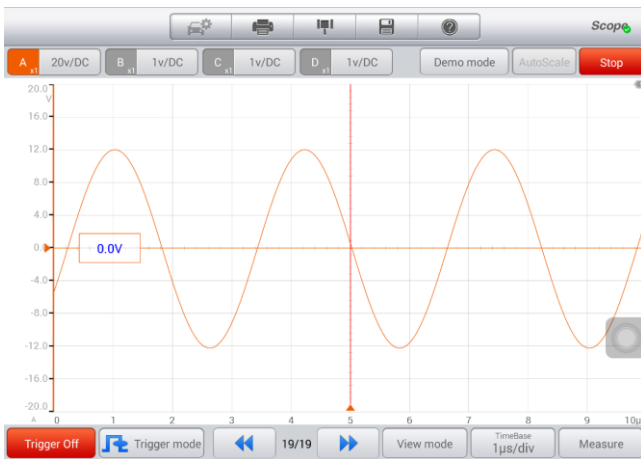 Scope
A x1 20v/DC B x1 1v/DC C x1 1v/DC D x1 1v/DC Demo mode AutoScale Stop
20.0
V
16.0
12.0
8.0
4.0
0.0
0.0V
-4.0
-8.0
-12.0
-16.0
-20.0
A 0 1 2 3 4 5 6 7 8 9 10µ
Trigger Off Trigger mode 19/19 View mode TimeBase 1µs/div Measure